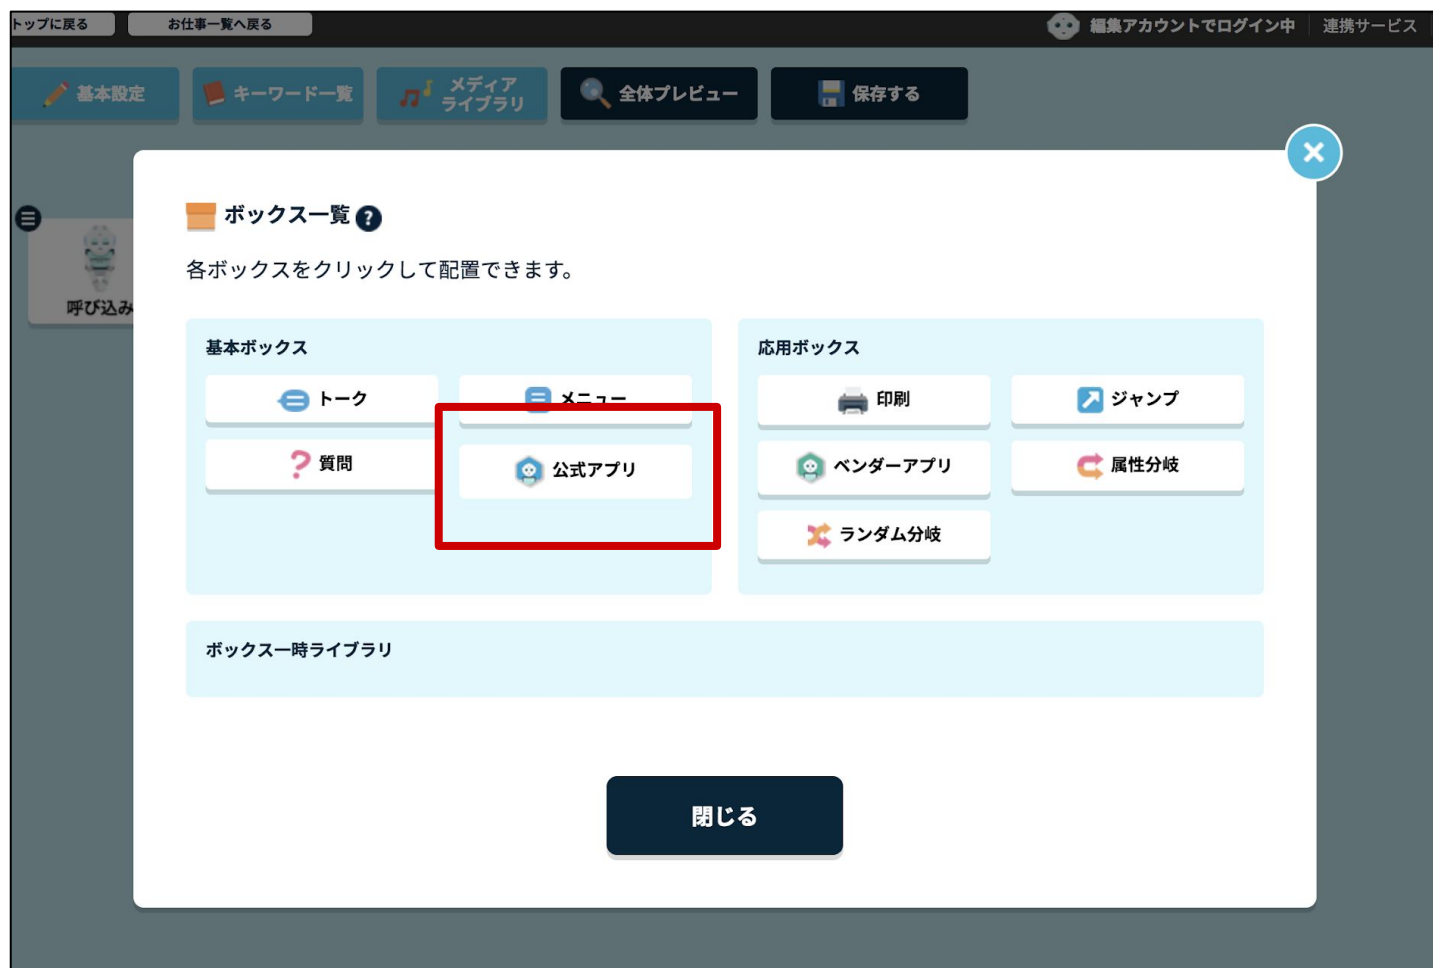 トップに戻る
お仕事一覧へ戻る
編集アカウントでログイン中
連携サービス
基本設定
キーワード一覧
メディア
ライブラリ
全体プレビュー
保存する
呼び込み
ボックス一覧 ?
各ボックスをクリックして配置できます。
基本ボックス
トーク
メニュー
質問
公式アプリ
応用ボックス
印刷
ジャンプ
ベンダーアプリ
属性分岐
ランダム分岐
ボックス一時ライブラリ
閉じる